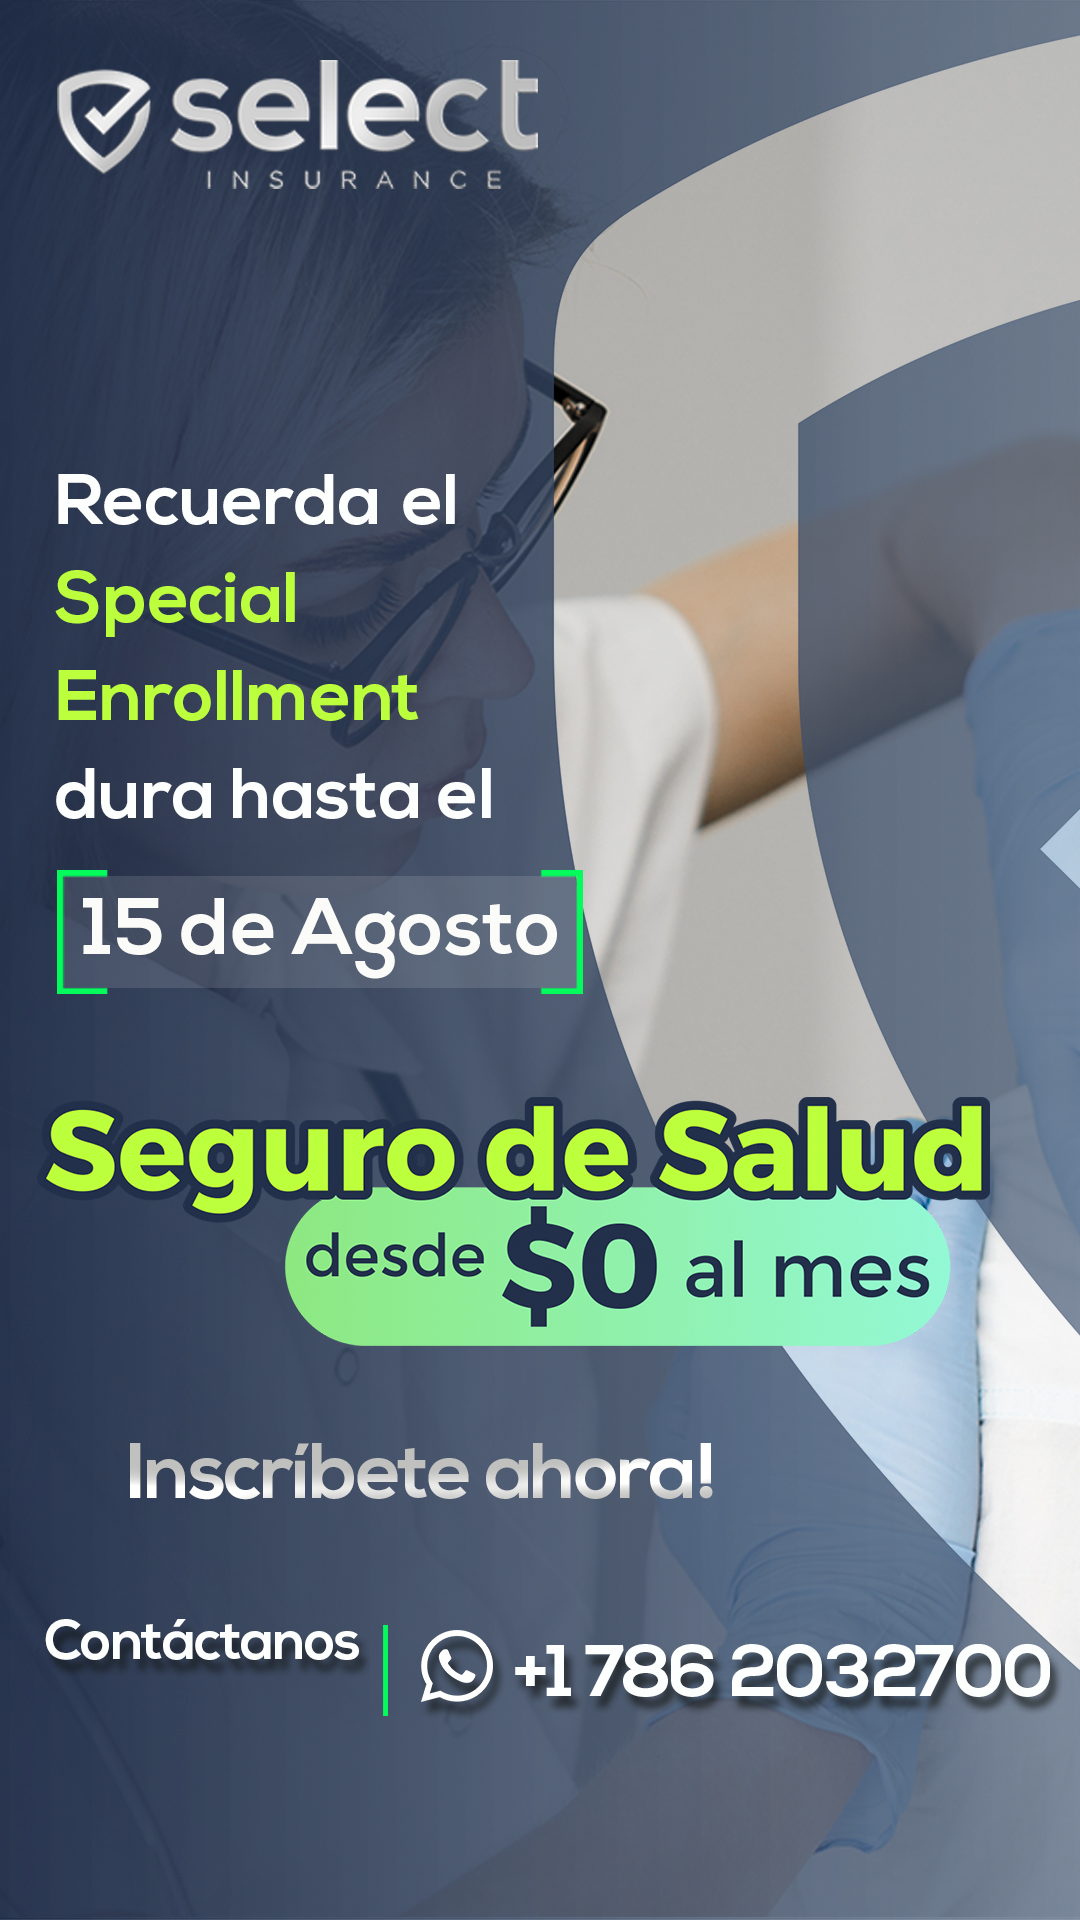 select
INSURANCE
Recuerda el
Special
Enrollment
dura hasta el
15 de Agosto
Seguro de Salud
desde $0 al mes
Inscríbete ahora!
Contáctanos
+1 786 2032700